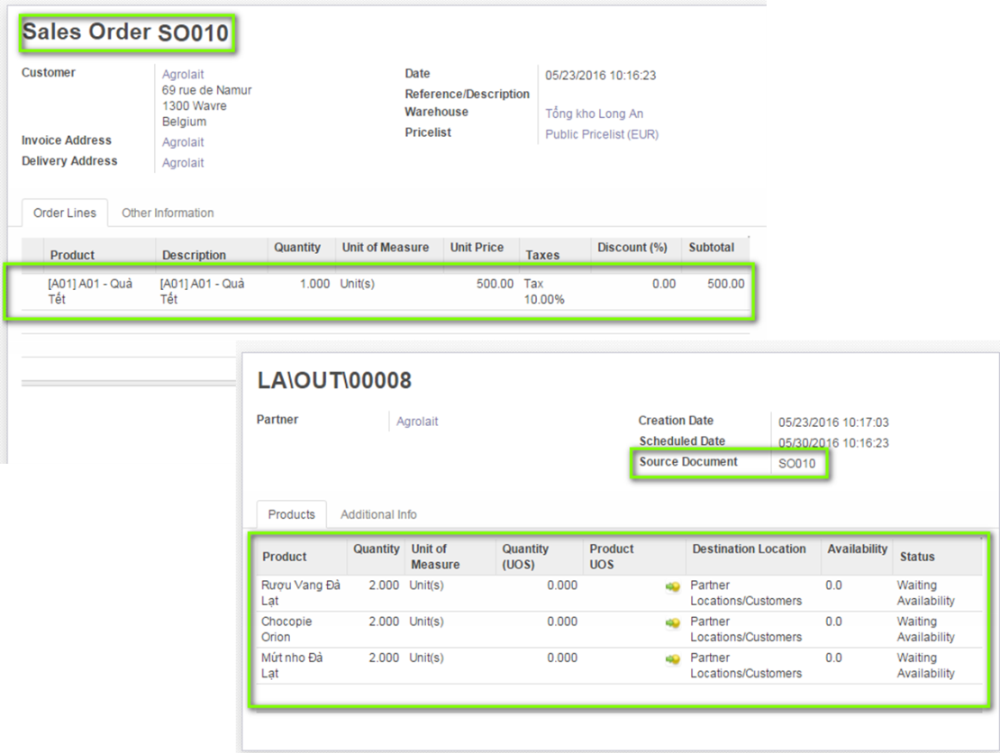 Sales Order SO010
Customer
Agrolait
69 rue de Namur
1300 Wavre
Belgium
Invoice Address
Agrolait
Delivery Address
Agrolait
Date
05/23/2016 10:16:23
Reference/Description
Warehouse
Tổng kho Long An
Pricelist
Public Pricelist (EUR)
Order Lines
Other Information
Product
Description
Quantity
Unit of Measure
Unit Price
Taxes
Discount (%)
Subtotal
[A01] A01 - Quà
Tết
[A01] A01 - Quà
Tết
1.000
Unit(s)
500.00
Tax
10.00%
0.00
500.00
LA\OUT\00008
Partner
Agrolait
Creation Date
05/23/2016 10:17:03
Scheduled Date
05/30/2016 10:16:23
Source Document
SO010
Products
Additional Info
Product
Quantity
Unit of
Measure
Quantity
(UOS)
Product
UOS
Destination Location
Availability
Status
Rượu Vang Đà
Lạt
2.000
Unit(s)
0.000
Partner
Locations/Customers
0.0
Waiting
Availability
Chocopie
Orion
2.000
Unit(s)
0.000
Partner
Locations/Customers
0.0
Waiting
Availability
Mứt nho Đà
Lạt
2.000
Unit(s)
0.000
Partner
Locations/Customers
0.0
Waiting
Availability